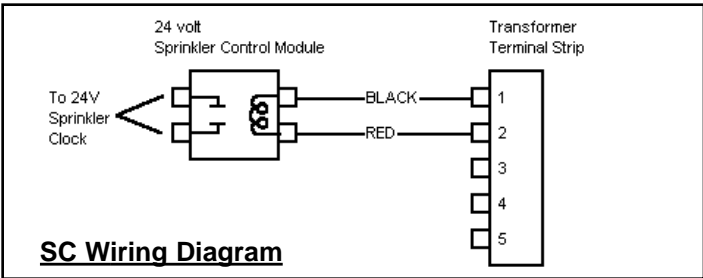 24 volt
Sprinkler Control Module
Transformer
Terminal Strip
To 24V
Sprinkler
Clock
BLACK
RED
1
2
3
4
5
SC Wiring Diagram